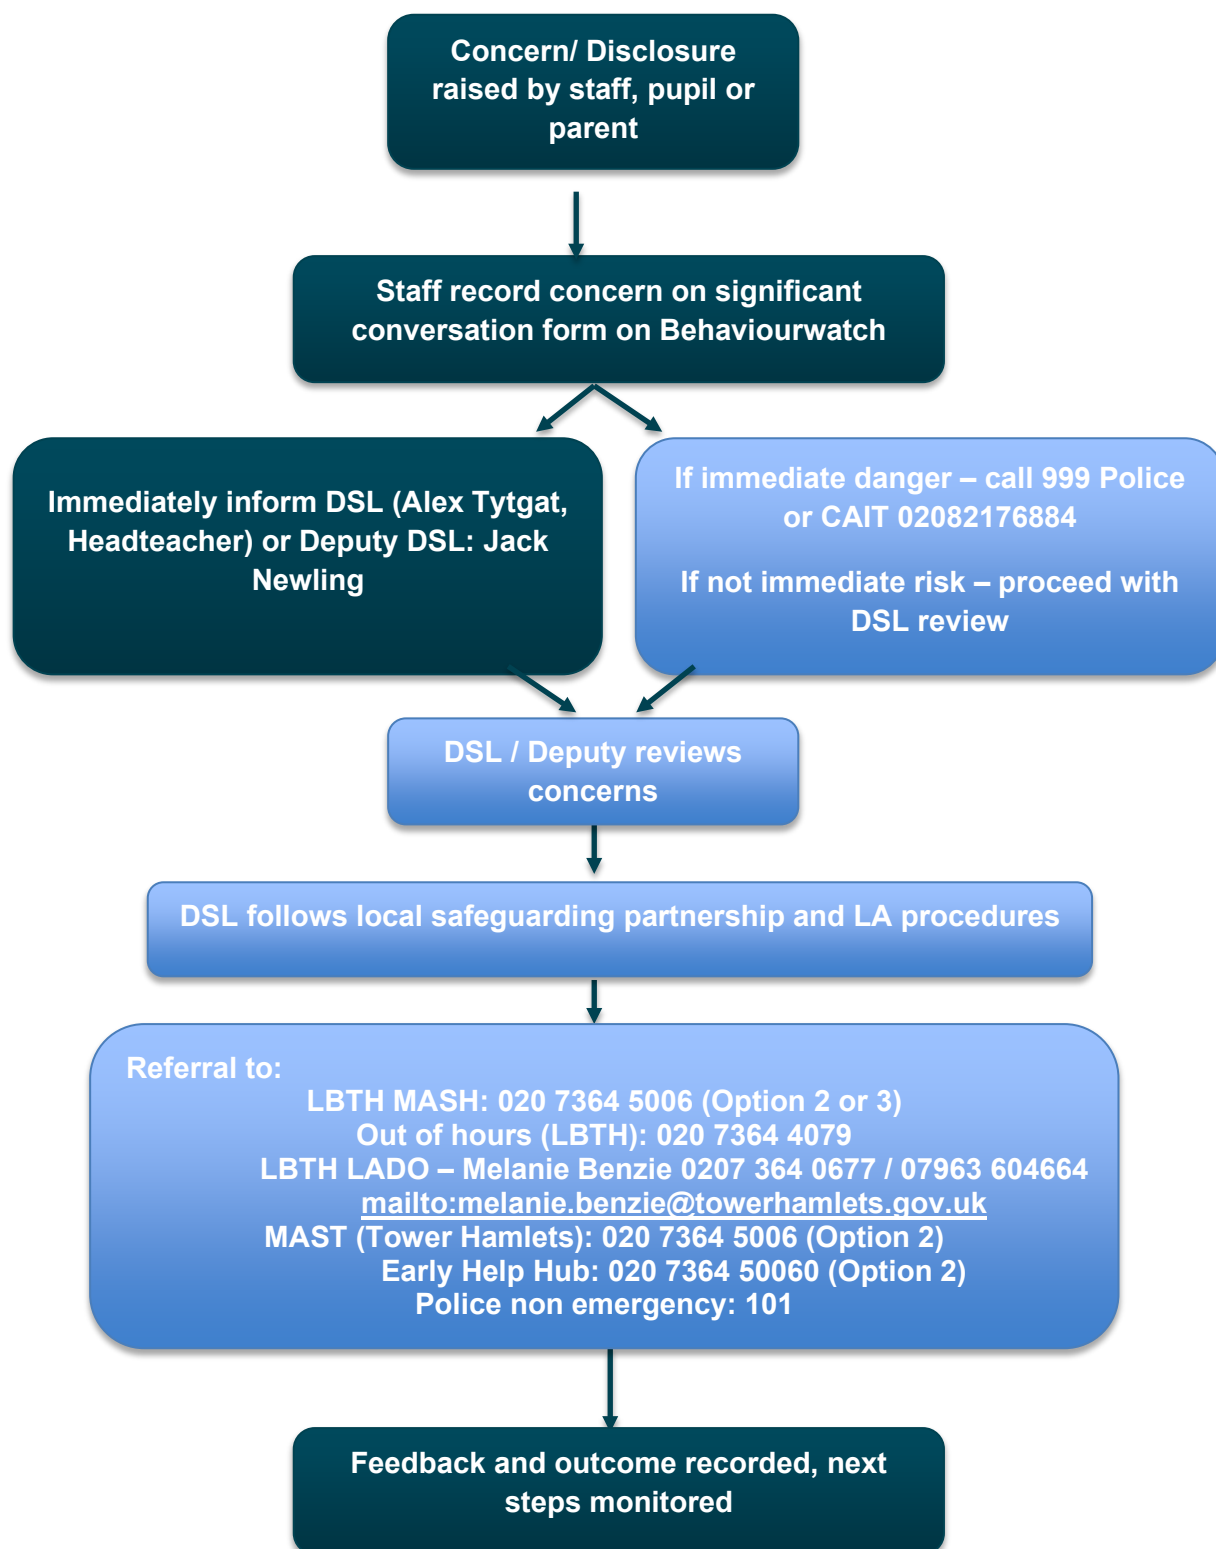 Concern/ Disclosure
raised by staff, pupil or
parent
Staff record concern on significant
conversation form on Behaviourwatch
Immediately inform DSL (Alex Tytgat,
Headteacher) or Deputy DSL: Jack
Newling
If immediate danger – call 999 Police
or CAIT 02082176884
If not immediate risk – proceed with
DSL review
DSL / Deputy reviews
concerns
DSL follows local safeguarding partnership and LA procedures
Referral to:
LBTH MASH: 020 7364 5006 (Option 2 or 3)
Out of hours (LBTH): 020 7364 4079
LBTH LADO – Melanie Benzie 0207 364 0677 / 07963 604664
mailto:melanie.benzie@towerhamlets.gov.uk
MAST (Tower Hamlets): 020 7364 5006 (Option 2)
Early Help Hub: 020 7364 50060 (Option 2)
Police non emergency: 101
Feedback and outcome recorded, next
steps monitored